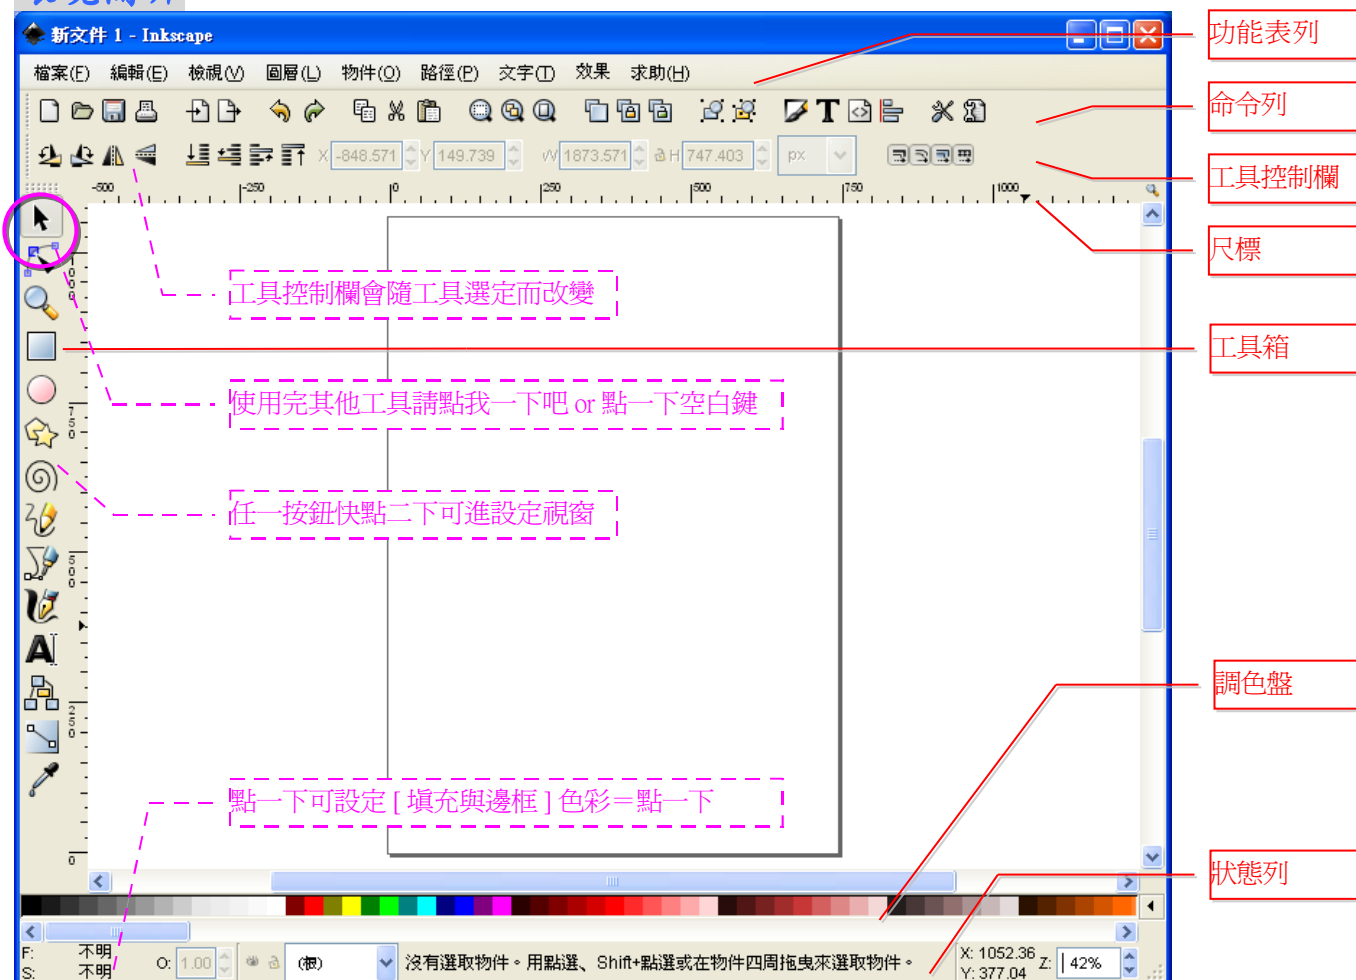 新文件 1 - Inkscape
功能表列
檔案(F) 編輯(E) 檢視(V) 圖層(L) 物件(O) 路徑(P) 文字(T) 效果 求助(H)
命令列
X -848.571 Y 149.739 W 1873.571 H 747.403 px
工具控制欄
-500 -250 0 250 500 750 1000
尺標
工具控制欄會隨工具選定而改變
工具箱
使用完其他工具請點我一下吧 or 點一下空白鍵
750
任一按鈕快點二下可進設定視窗
500
調色盤
250
點一下可設定 [ 填充與邊框 ] 色彩＝點一下
0
狀態列
F: 不明
S: 不明
O: 1.00
(根)
沒有選取物件。用點選、Shift+點選或在物件四周拖曳來選取物件。
X: 1052.36
Y: 377.04
Z: 42%